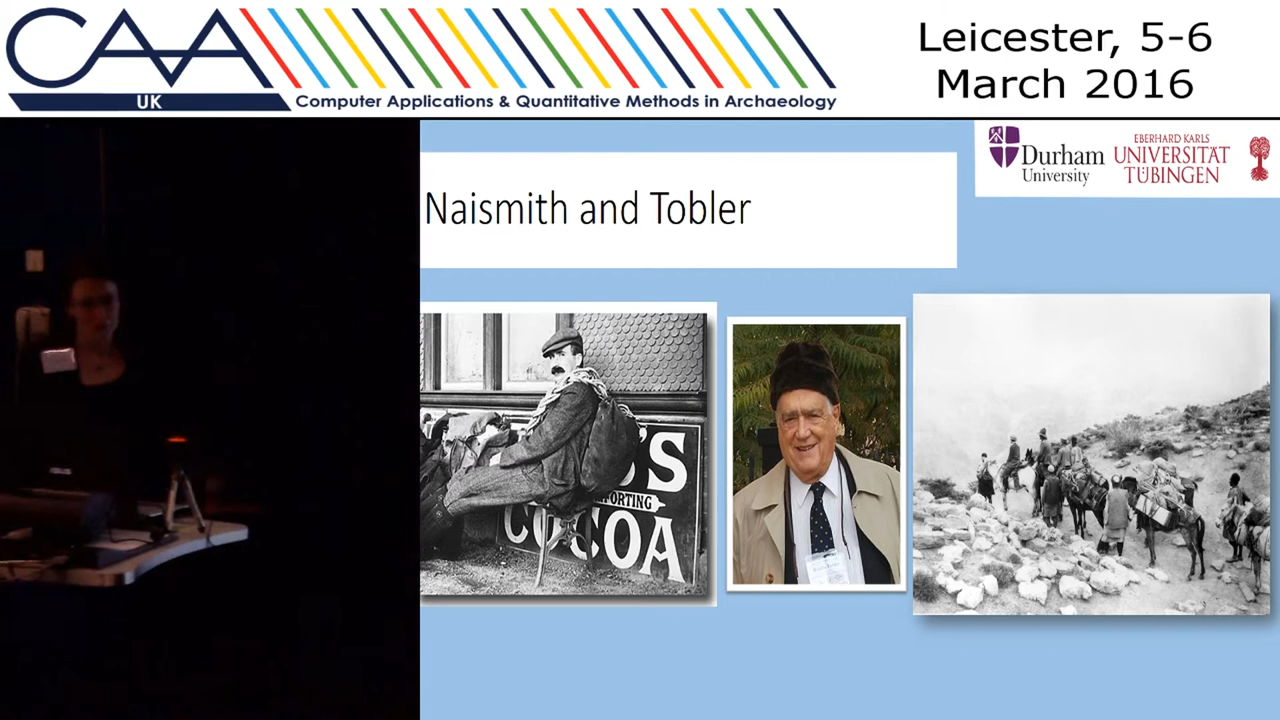 CAA
UK
Computer Applications & Quantitative Methods in Archaeology
Leicester, 5-6
March 2016
Durham
University
EBERHARD KARLS
UNIVERSITÄT
TÜBINGEN
Naismith and Tobler
'S
PORTING
COCOA